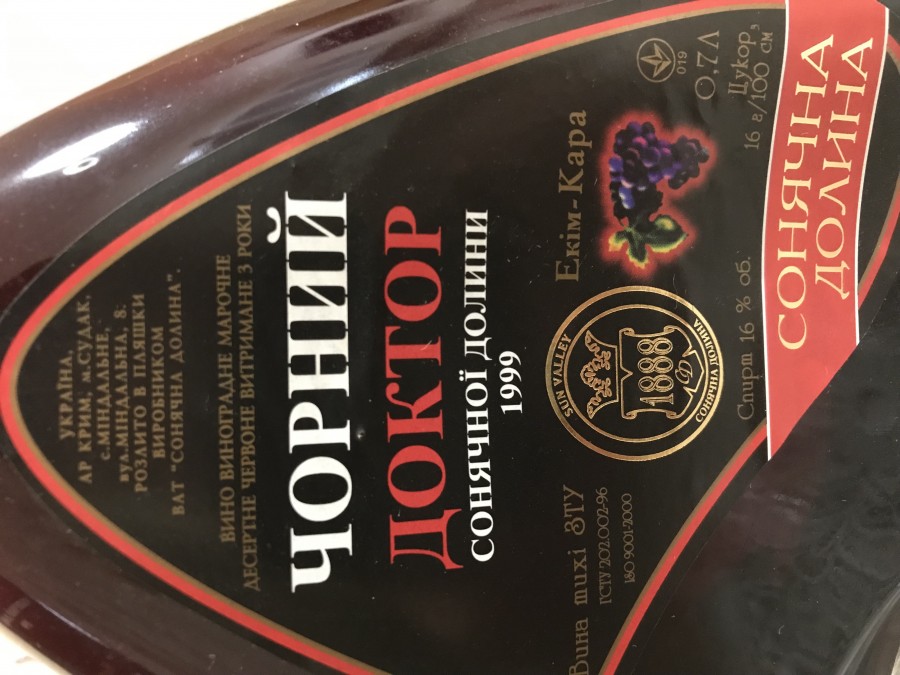 УКРАЇНА,
АР КРИМ, м.СУДАК,
с.МІНДАЛЬНЕ,
вул.МІНДАЛЬНА, 8.
РОЗЛИТО В ПЛЯШКИ
ВИРОБНИКОМ
ВАТ "СОНЯЧНА ДОЛИНА".
ВИНО ВИНОГРАДНЕ МАРОЧНЕ
ДЕСЕРТНЕ ЧЕРВОНЕ ВИТРИМАНЕ 3 РОКИ
ЧОРНИЙ
ДОКТОР
СОНЯЧНОЇ ДОЛИНИ
1999
Вина тихі ЗТУ
ГСТУ 202.002-96
ISO 9001-2000
SUN VALLEY
1888
СД
СОНЯЧНА ДОЛИНА
Екім-Кара
019
0,7Л
Цукор
16 г/100 см³
Спирт 16 % об.
СОНЯЧНА
ДОЛИНА